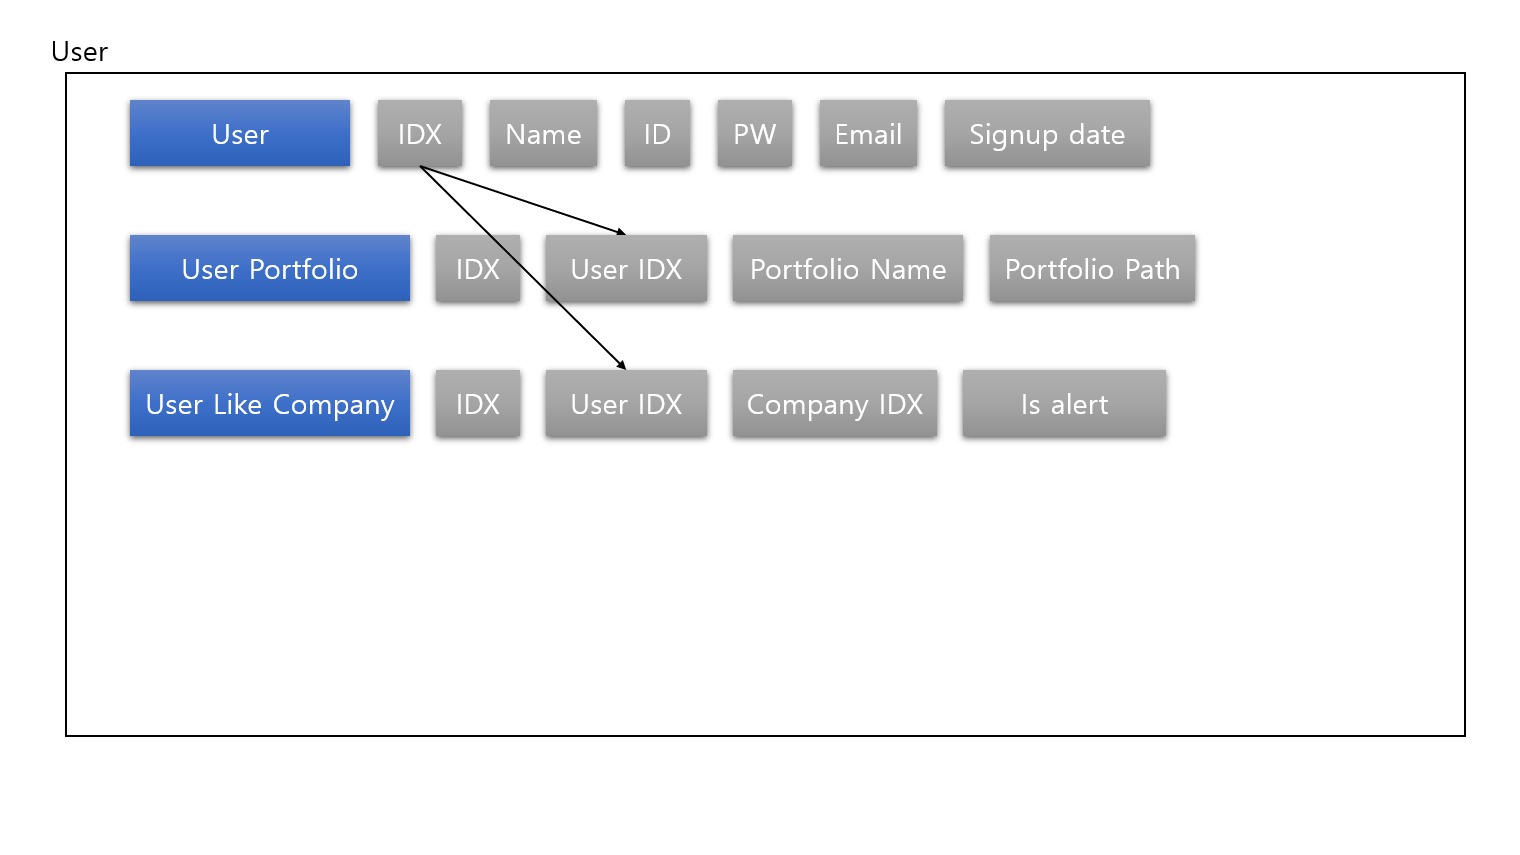 User
User IDX Name ID PW Email Signup date
User Portfolio IDX User IDX Portfolio Name Portfolio Path
User Like Company IDX User IDX Company IDX Is alert